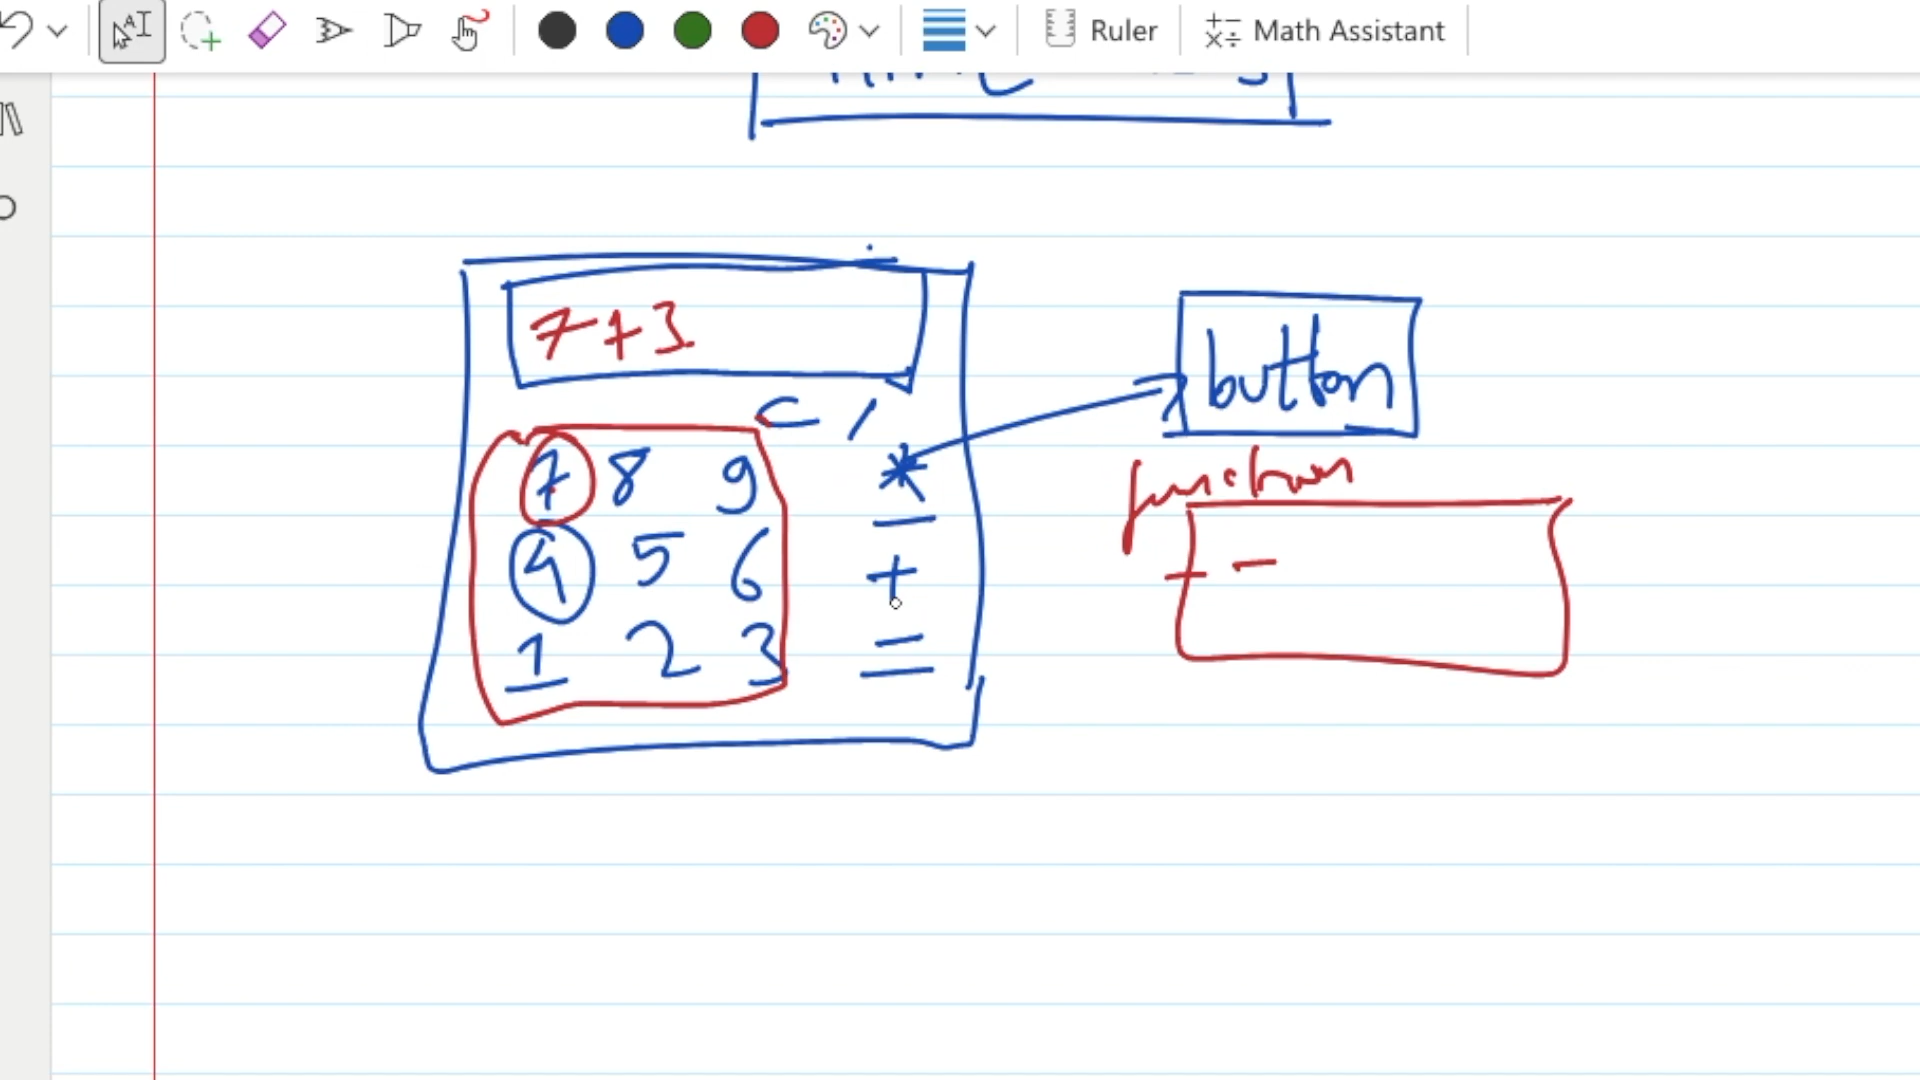 Ruler Math Assistant
7+3
C /
7 8 9 *
-
4 5 6 +
1 2 3 =
button
function